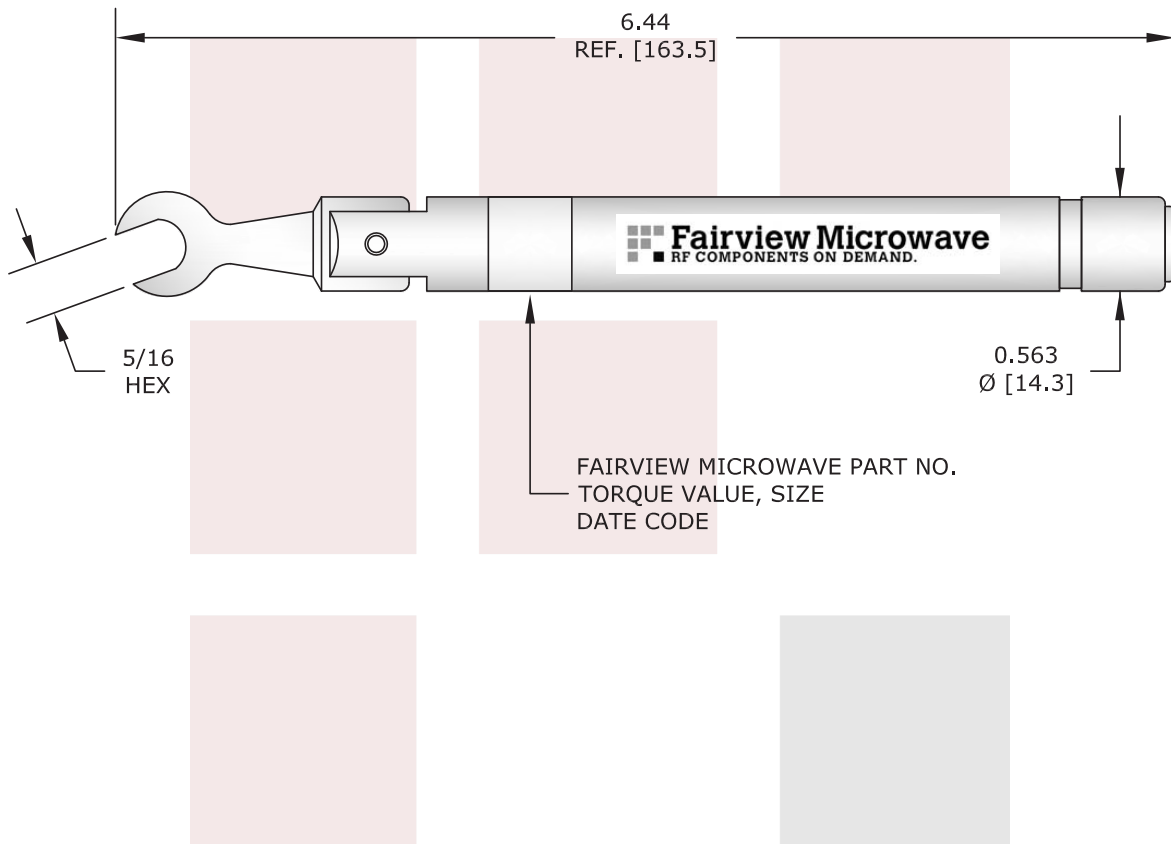 6.44
REF. [163.5]
Fairview Microwave
RF COMPONENTS ON DEMAND.
5/16
HEX
0.563
Ø [14.3]
FAIRVIEW MICROWAVE PART NO.
TORQUE VALUE, SIZE
DATE CODE